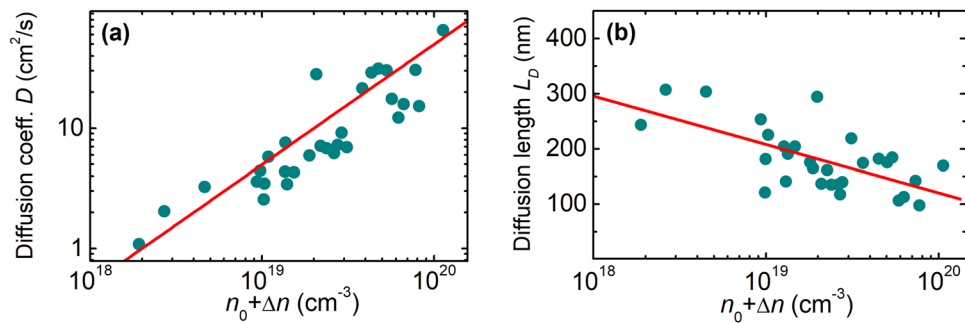 (a)
Diffusion coeff. D (cm²/s)
10
1
10¹⁸
10¹⁹
10²⁰
n₀+Δn (cm⁻³)
(b)
Diffusion length L_D (nm)
400
300
200
100
10¹⁸
10¹⁹
10²⁰
n₀+Δn (cm⁻³)